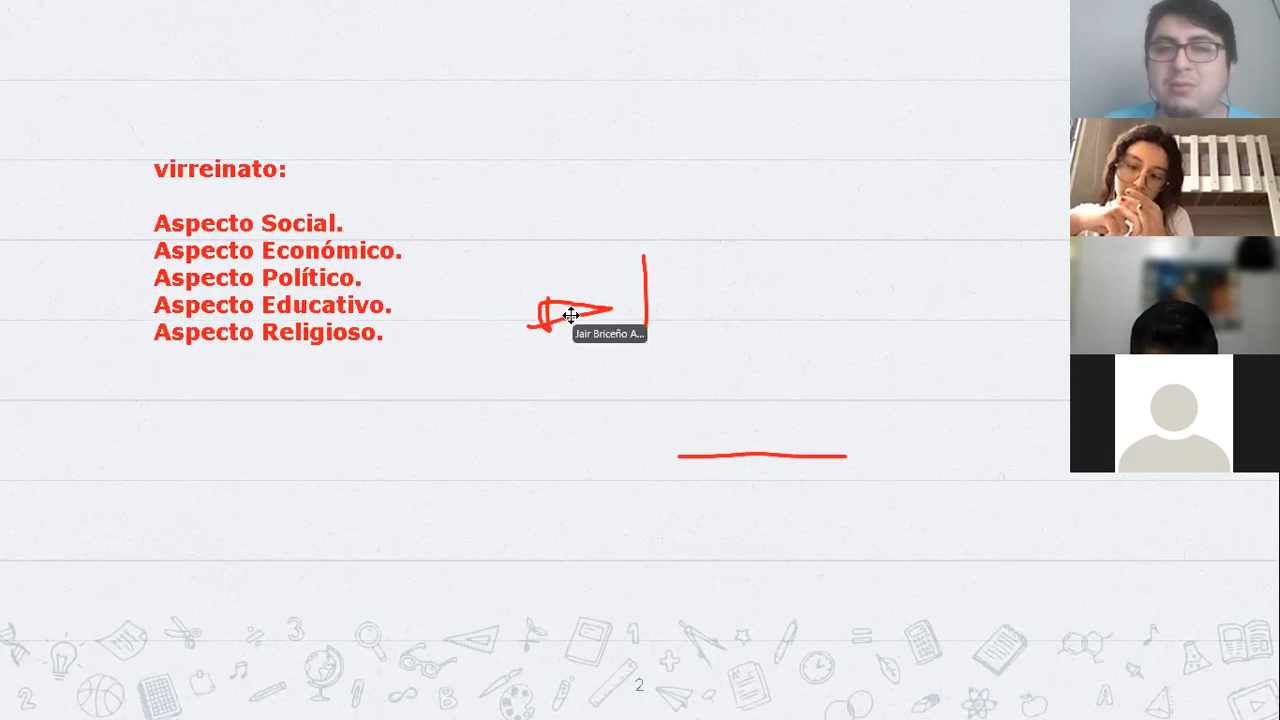 virreinato:
Aspecto Social.
Aspecto Económico.
Aspecto Político.
Aspecto Educativo.
Aspecto Religioso.
Jair Briceño A...
2